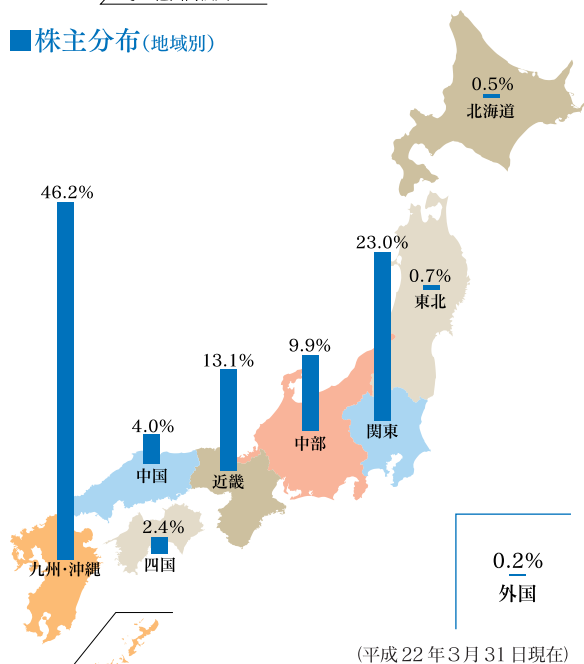 ■株主分布(地域別)
0.5%
北海道
46.2%
九州・沖縄
23.0%
関東
0.7%
東北
9.9%
中部
13.1%
近畿
4.0%
中国
2.4%
四国
0.2%
外国
(平成22年3月31日現在)